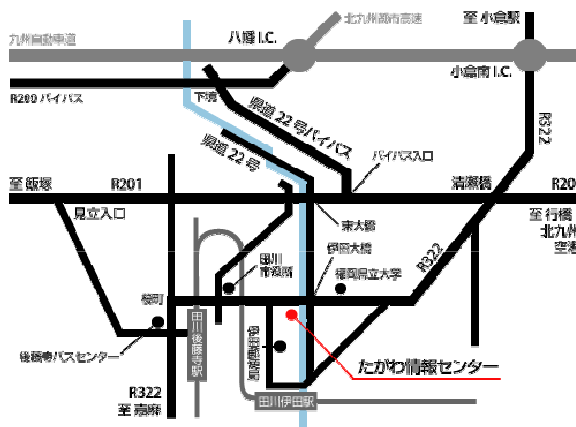 北九州都市高速
至 小倉駅
九州自動車道
八幡 I.C.
小倉南 I.C.
R200 バイパス
下境
県道 22 号バイパス
県道 22 号
R322
バイパス入口
至 飯塚
R201
清瀬橋
R20
見立入口
東大橋
至 行橋
北九州
空港
伊田大橋
R322
田川
市役所
福岡県立大学
桜町
田川後藤寺駅
後藤寺バスセンター
たがわ情報センター
R322
至 嘉麻
田川伊田駅